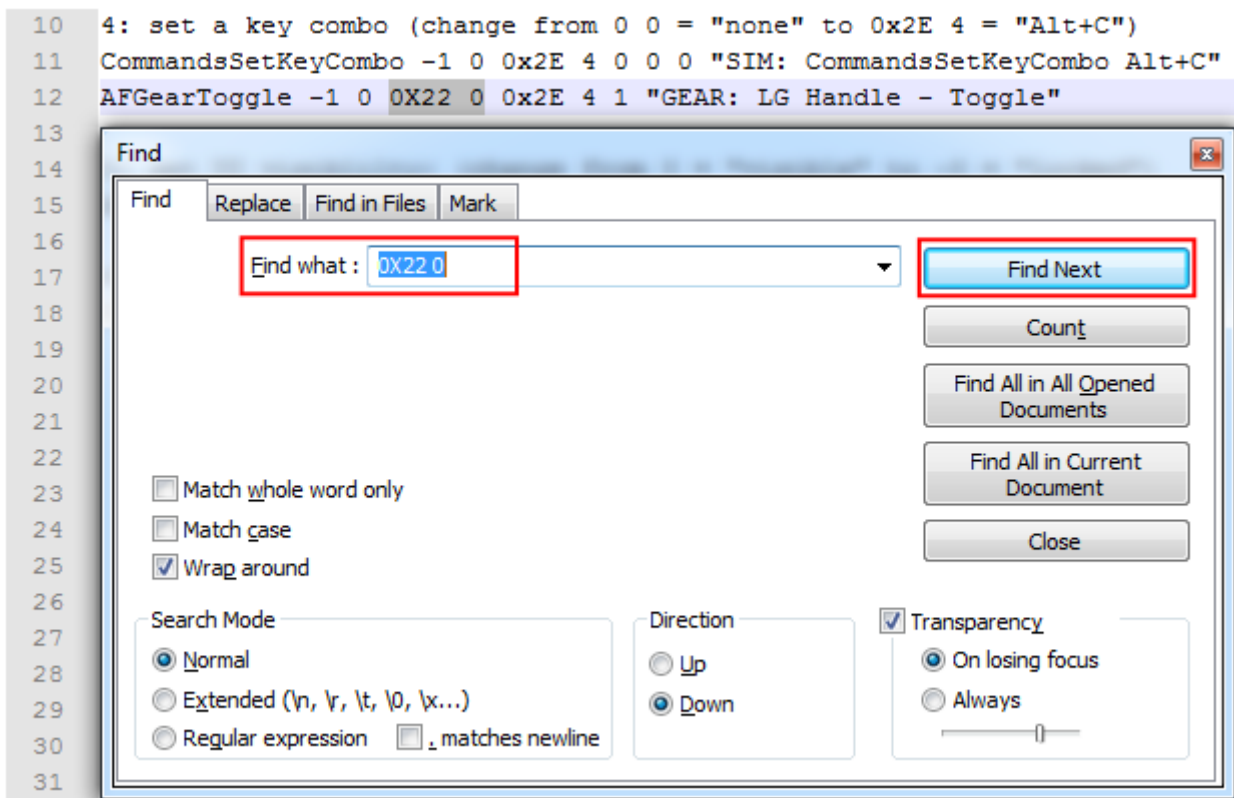 10 4: set a key combo (change from 0 0 = "none" to 0x2E 4 = "Alt+C")
11 CommandsSetKeyCombo -1 0 0x2E 4 0 0 0 "SIM: CommandsSetKeyCombo Alt+C"
12 AFGearToggle -1 0 0X22 0 0x2E 4 1 "GEAR: LG Handle - Toggle"
13
14
15
16
17
18
19
20
21
22
23
24
25
26
27
28
29
30
31
Find
Find Replace Find in Files Mark
Find what : 0X22 0
Find Next
Count
Find All in All Opened
Documents
Find All in Current
Document
Close
Match whole word only
Match case
Wrap around
Search Mode
Normal
Extended (\n, \r, \t, \0, \x...)
Regular expression . matches newline
Direction
Up
Down
Transparency
On losing focus
Always